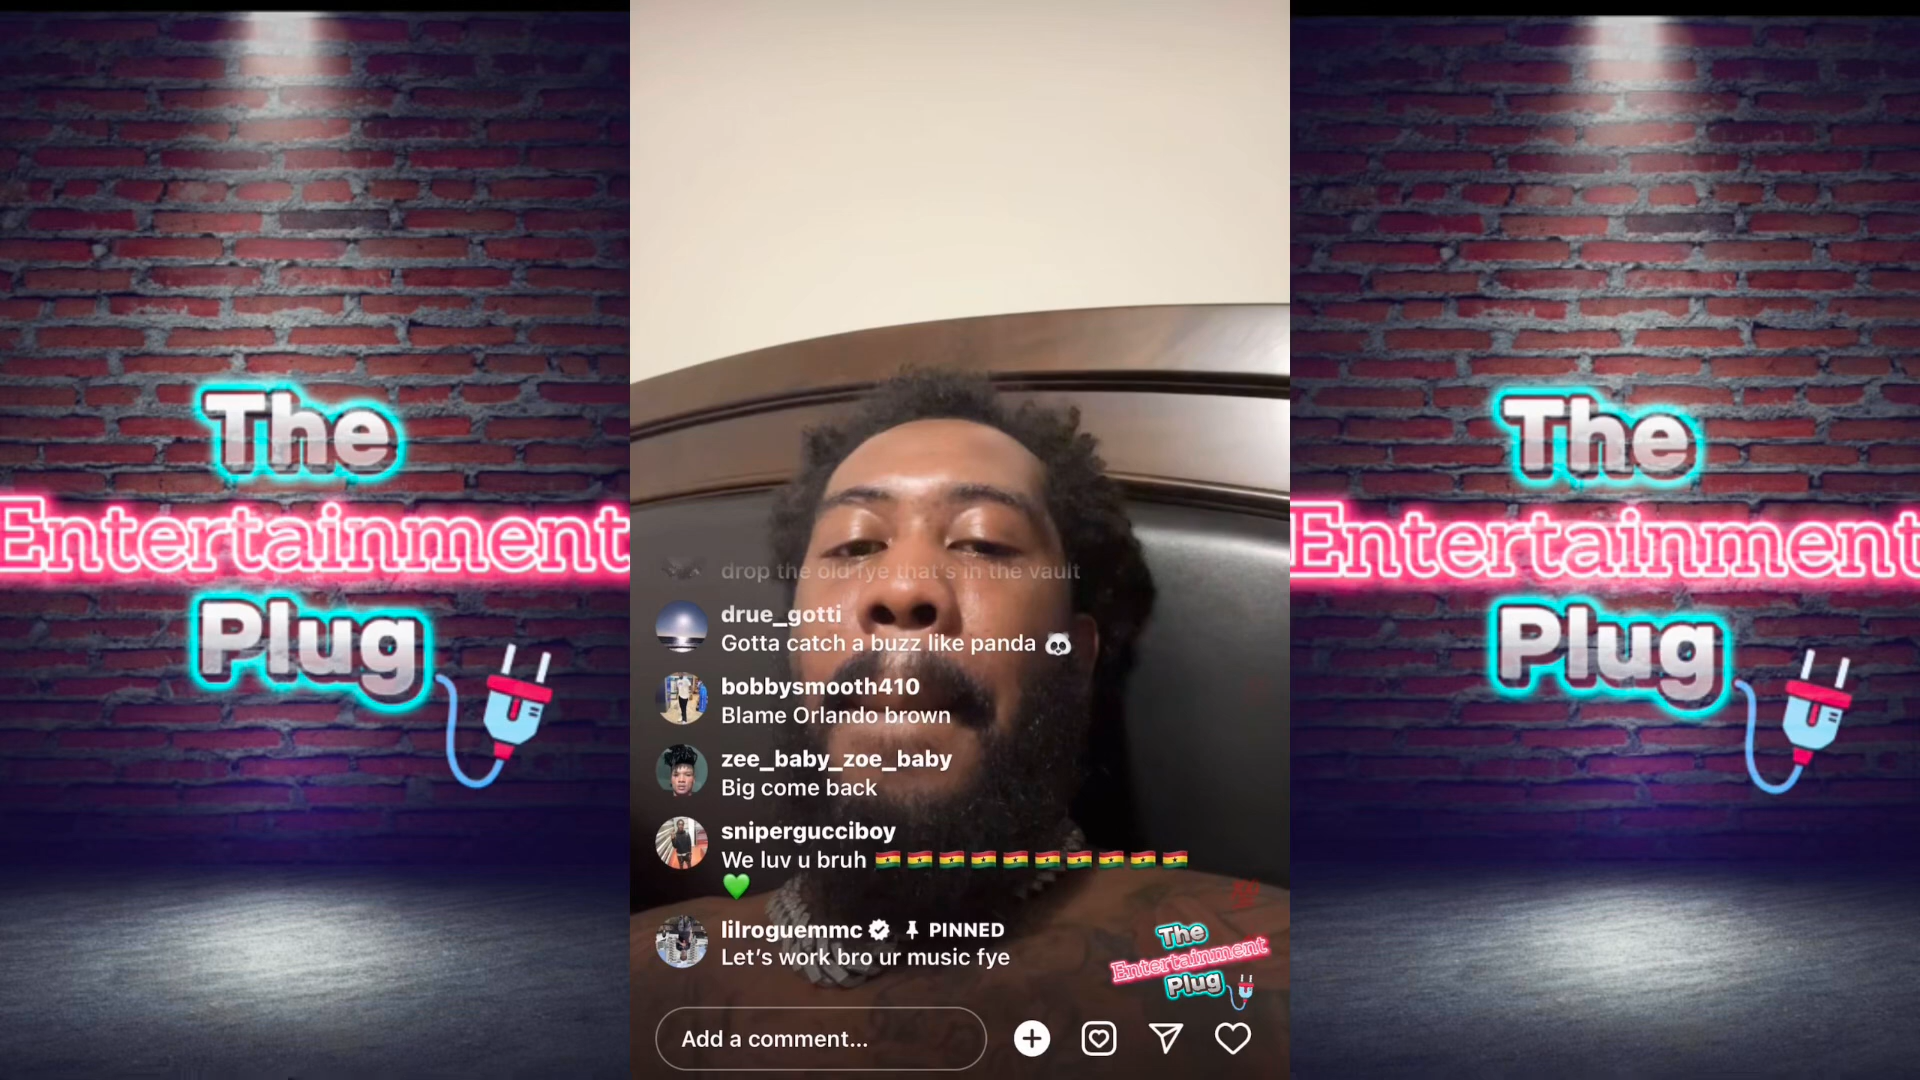 The
Entertainment
Plug
drop the old fye that's in the vault
drue_gotti
Gotta catch a buzz like panda 🐼
bobbysmooth410
Blame Orlando brown
zee_baby_zoe_baby
Big come back
snipergucciboy
We luv u bruh 🇬🇭🇬🇭🇬🇭🇬🇭🇬🇭🇬🇭🇬🇭🇬🇭🇬🇭🇬🇭
💚
lilroguemmc PINNED
Let's work bro ur music fye
Add a comment...
The
Entertainment
Plug
The
Entertainment
Plug